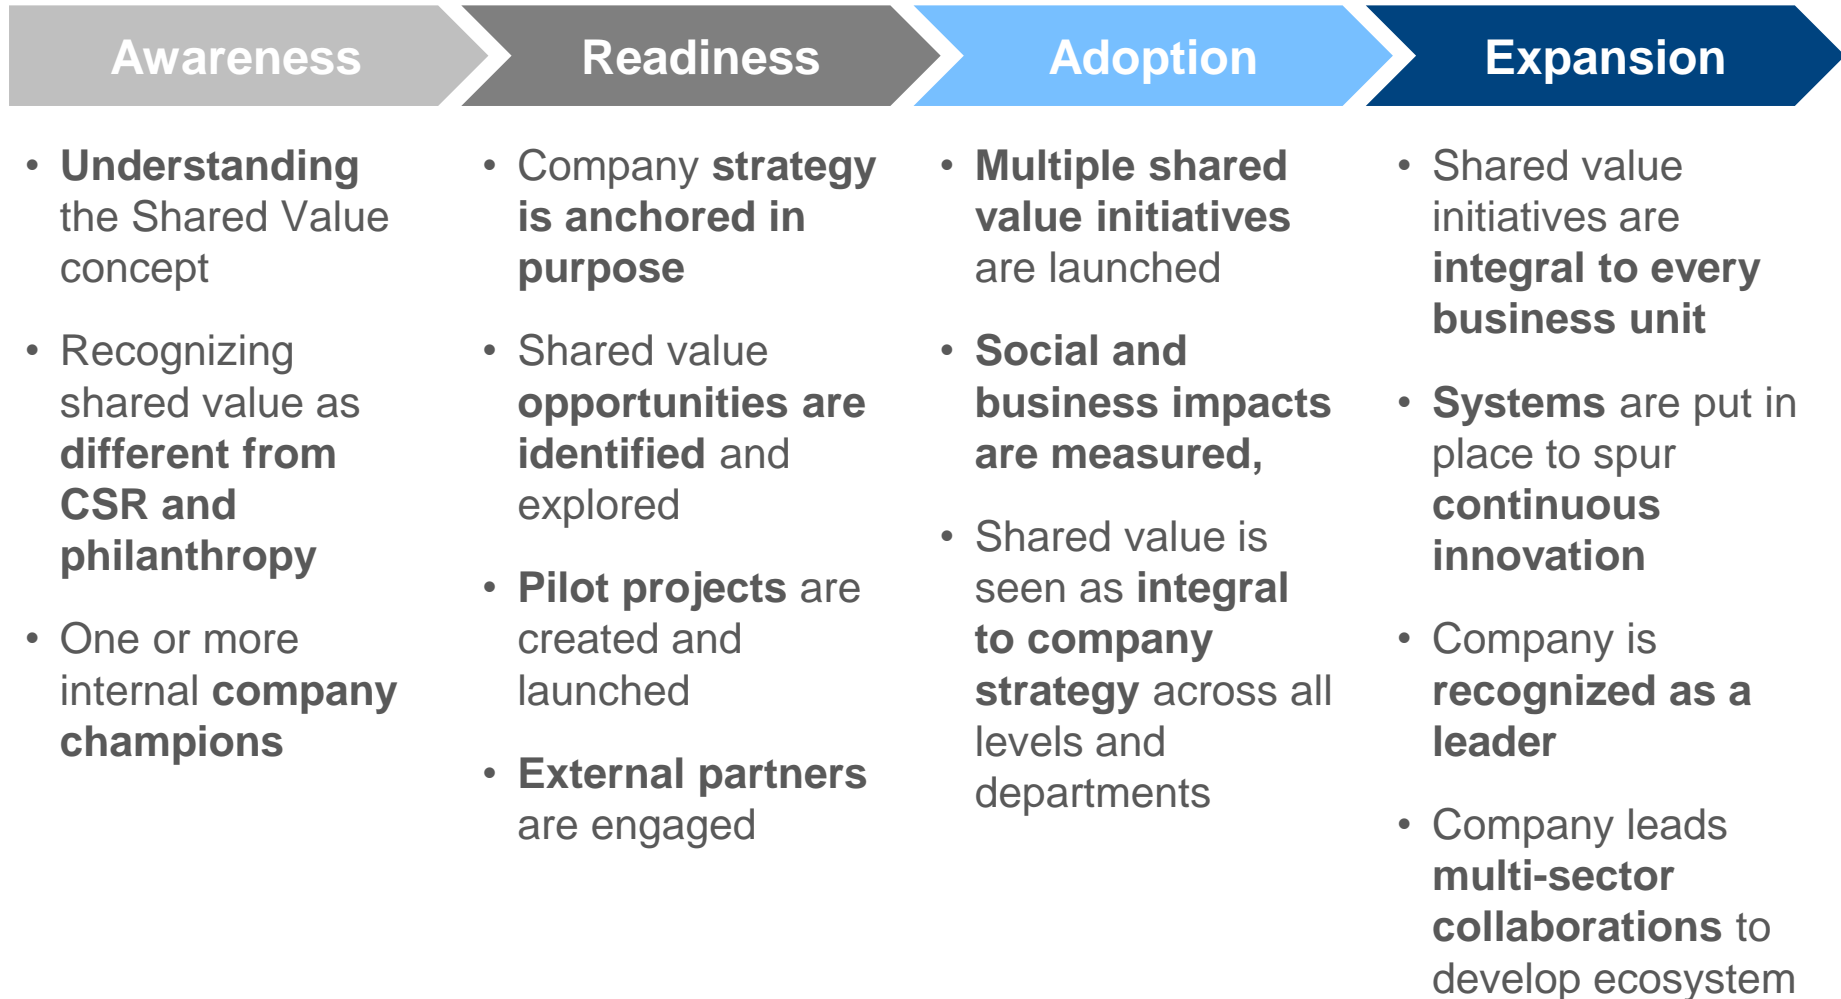 Awareness
Readiness
Adoption
Expansion
• Understanding
the Shared Value
concept
• Recognizing
shared value as
different from
CSR and
philanthropy
• One or more
internal company
champions
• Company strategy
is anchored in
purpose
• Shared value
opportunities are
identified and
explored
• Pilot projects are
created and
launched
• External partners
are engaged
• Multiple shared
value initiatives
are launched
• Social and
business impacts
are measured,
• Shared value is
seen as integral
to company
strategy across all
levels and
departments
• Shared value
initiatives are
integral to every
business unit
• Systems are put in
place to spur
continuous
innovation
• Company is
recognized as a
leader
• Company leads
multi-sector
collaborations to
develop ecosystem